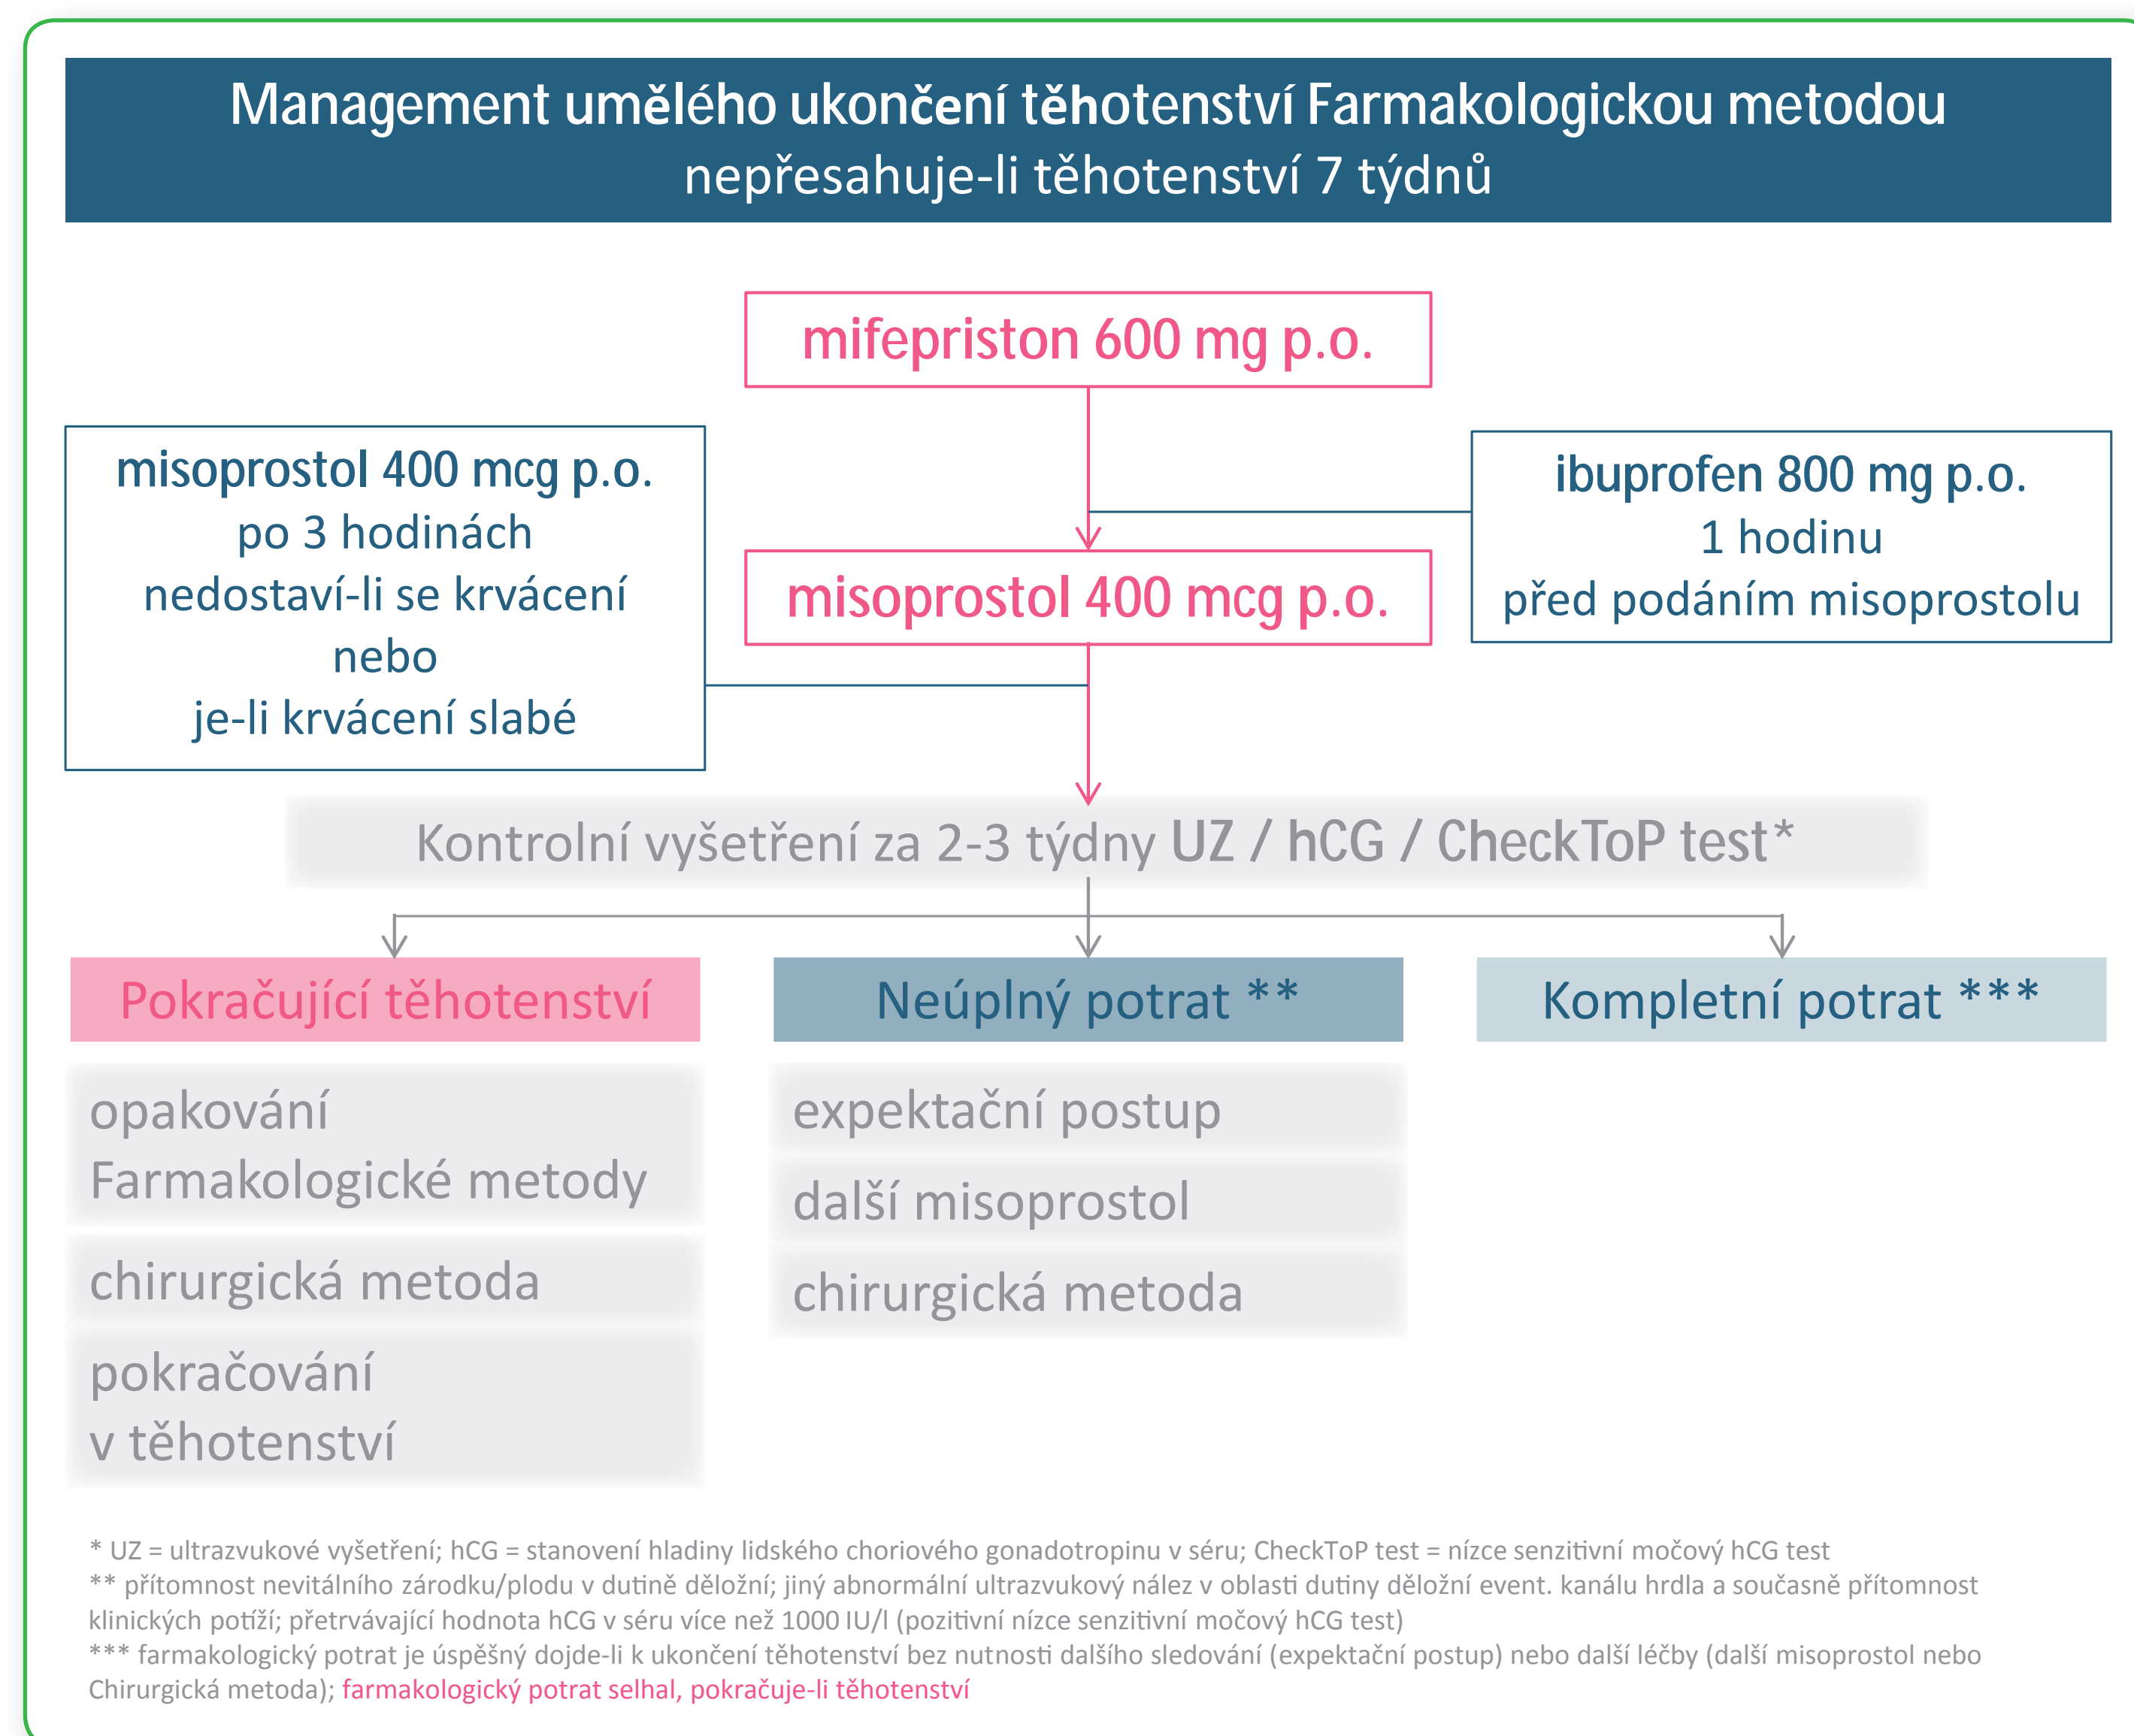 Management umělého ukončení těhotenství Farmakologickou metodou
nepřesahuje-li těhotenství 7 týdnů
mifepriston 600 mg p.o.
misoprostol 400 mcg p.o.
po 3 hodinách
nedostaví-li se krvácení
nebo
je-li krvácení slabé
ibuprofen 800 mg p.o.
1 hodinu
před podáním misoprostolu
misoprostol 400 mcg p.o.
Kontrolní vyšetření za 2-3 týdny UZ / hCG / CheckToP test*
Pokračující těhotenství
opakování
Farmakologické metody
chirurgická metoda
pokračování
v těhotenství
Neúplný potrat **
expektační postup
další misoprostol
chirurgická metoda
Kompletní potrat ***
* UZ = ultrazvukové vyšetření; hCG = stanovení hladiny lidského choriového gonadotropinu v séru; CheckToP test = nízce senzitivní močový hCG test
** přítomnost nevitálního zárodku/plodu v dutině děložní; jiný abnormální ultrazvukový nález v oblasti dutiny děložní event. kanálu hrdla a současně přítomnost
klinických potíží; přetrvávající hodnota hCG v séru více než 1000 IU/l (pozitivní nízce senzitivní močový hCG test)
*** farmakologický potrat je úspěšný dojde-li k ukončení těhotenství bez nutnosti dalšího sledování (expektační postup) nebo další léčby (další misoprostol nebo
Chirurgická metoda); farmakologický potrat selhal, pokračuje-li těhotenství